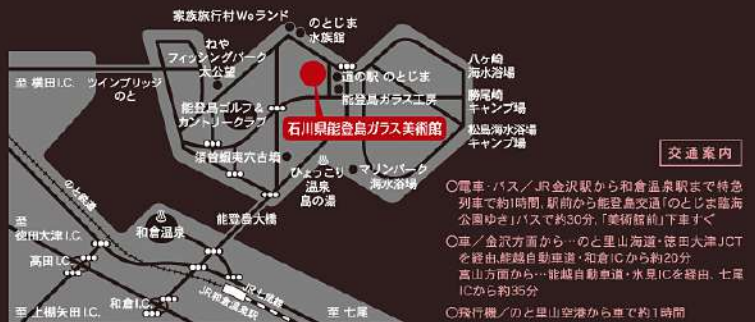 家族旅行村Weランド
のとじま
水族館
ねや
フィッシングパーク
太公望
至 横田I.C.
ツインブリッジ
のと
道の駅 のとじま
八ヶ崎
海水浴場
能登島ゴルフ&
カントリークラブ
能登島ガラス工房
勝尾崎
キャンプ場
石川県能登島ガラス美術館
松島海水浴場
キャンプ場
須曽蝦夷穴古墳
ひょっこり
温泉
島の湯
マリンパーク
海水浴場
のと鉄道
能登島大橋
和倉温泉
至
徳田大津I.C.
高田I.C.
至 上棚矢田I.C.
和倉I.C.
JR和倉温泉駅
JR七尾線
至 七尾
交通案内
○電車・バス/JR金沢駅から和倉温泉駅まで特急
列車で約1時間、駅前から能登島交通「のとじま臨海
公園ゆき」バスで約30分、「美術館前」下車すぐ
○車/金沢方面から…のと里山海道・徳田大津JCT
を経由、能越自動車道・和倉ICから約20分
富山方面から…能越自動車道・氷見ICを経由、七尾
ICから約35分
○飛行機/のと里山空港から車で約1時間